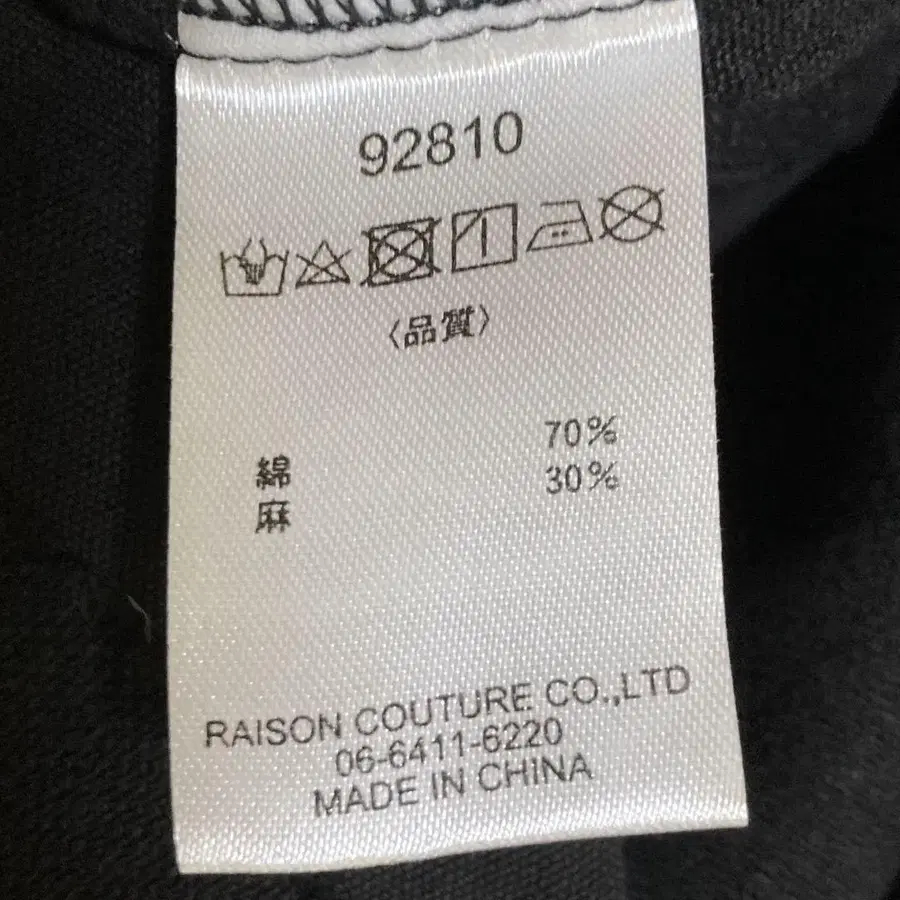 92810
〈品質〉
綿 70%
麻 30%
RAISON COUTURE CO.,LTD
06-6411-6220
MADE IN CHINA